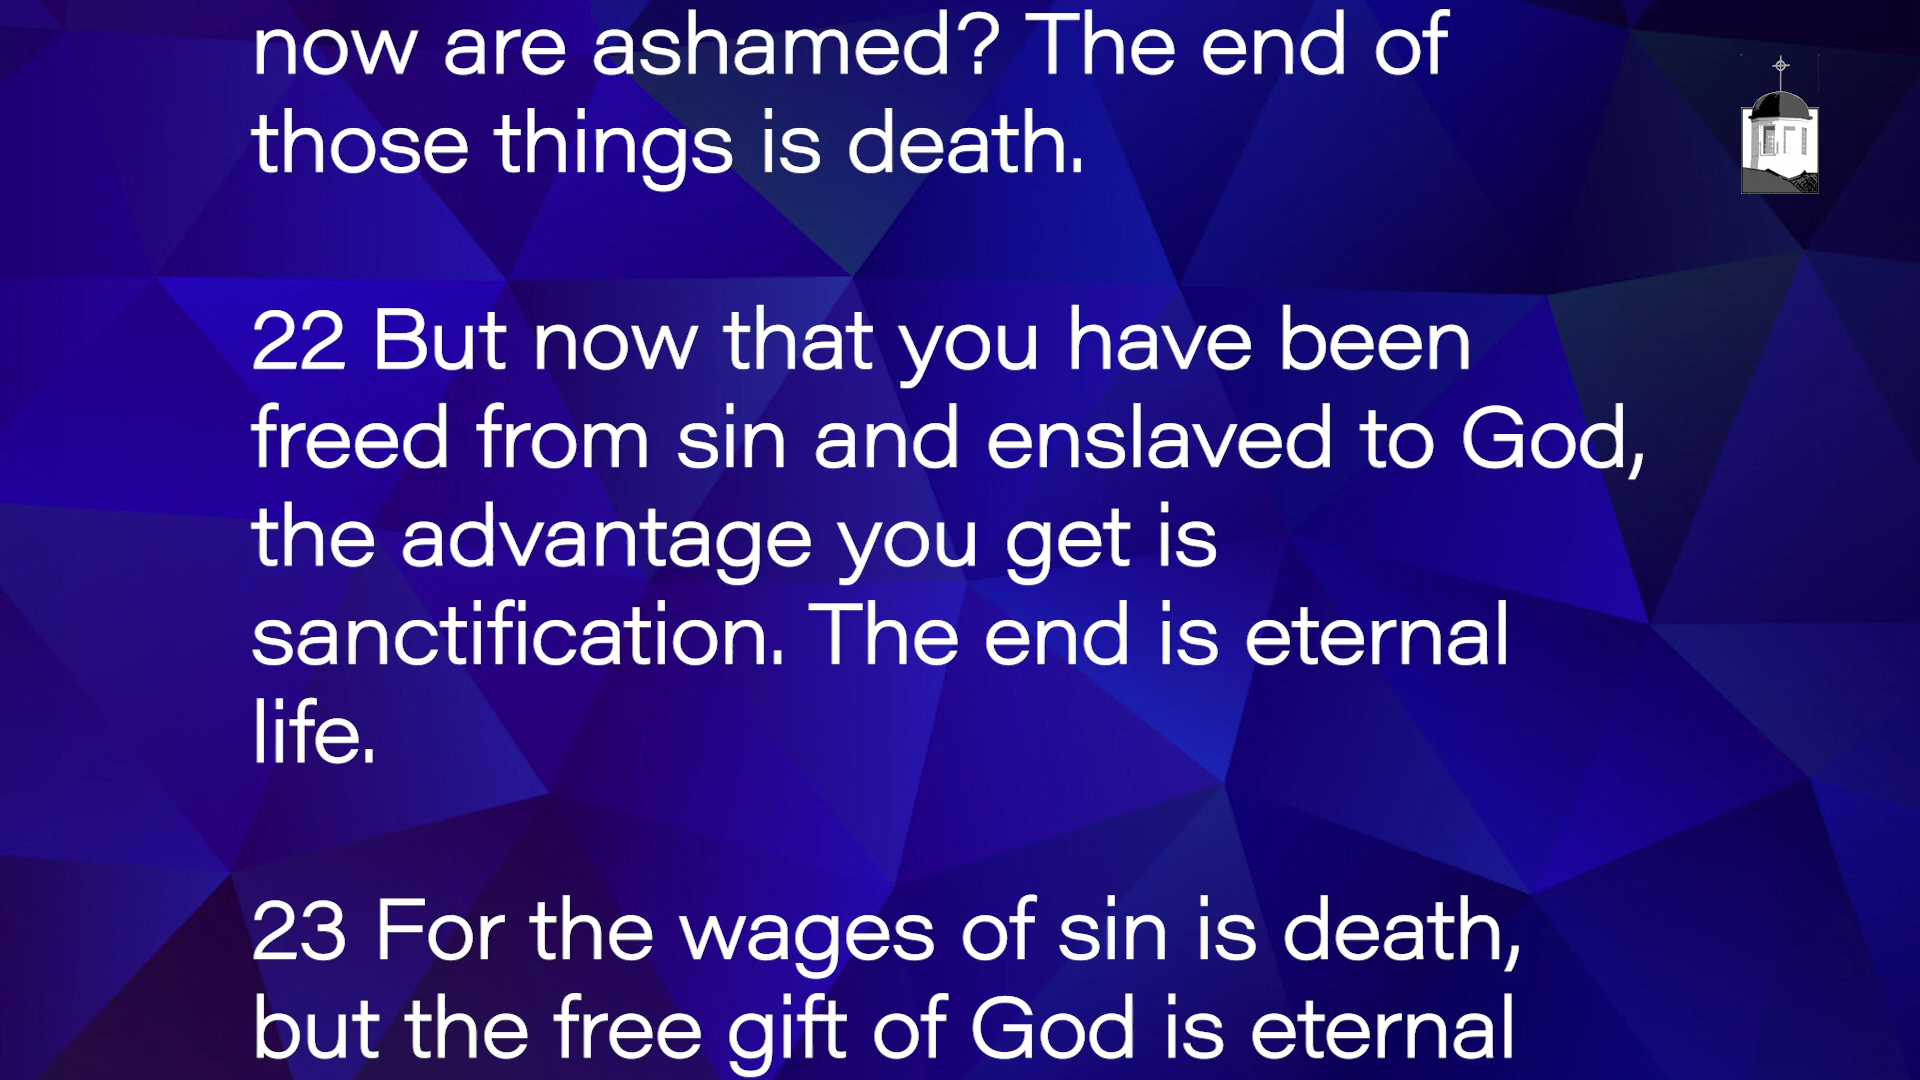 now are ashamed? The end of
those things is death.
22 But now that you have been
freed from sin and enslaved to God,
the advantage you get is
sanctification. The end is eternal
life.
23 For the wages of sin is death,
but the free gift of God is eternal